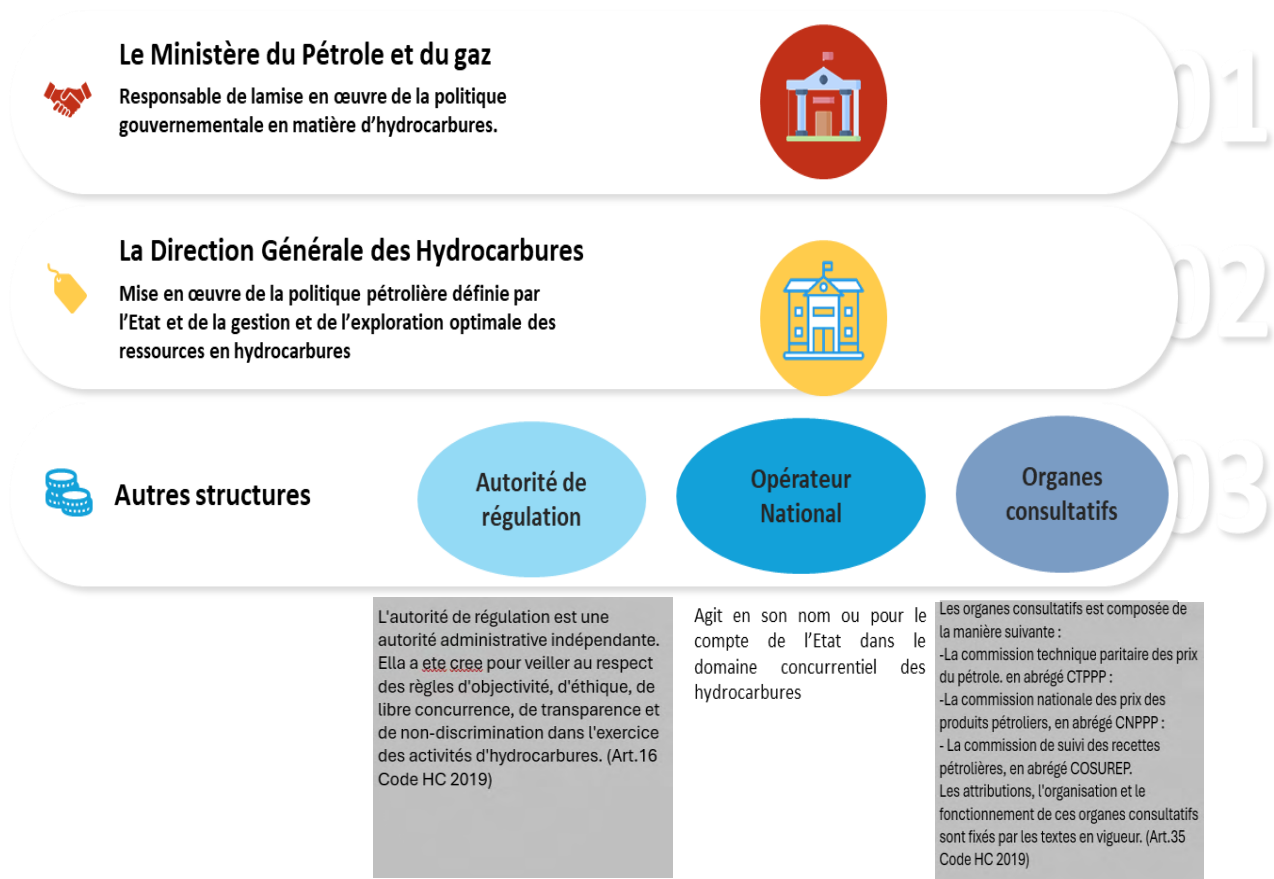 Le Ministère du Pétrole et du gaz
Responsable de lamise en œuvre de la politique
gouvernementale en matière d’hydrocarbures.
01
La Direction Générale des Hydrocarbures
Mise en œuvre de la politique pétrolière définie par
l’Etat et de la gestion et de l’exploration optimale des
ressources en hydrocarbures
02
Autres structures
Autorité de
régulation
Opérateur
National
Organes
consultatifs
03
L'autorité de régulation est une
autorité administrative indépendante.
Ella a ete cree pour veiller au respect
des règles d'objectivité, d'éthique, de
libre concurrence, de transparence et
de non-discrimination dans l'exercice
des activités d'hydrocarbures. (Art.16
Code HC 2019)
Agit en son nom ou pour le
compte de l’Etat dans le
domaine concurrentiel des
hydrocarbures
Les organes consultatifs est composée de
la manière suivante :
-La commission technique paritaire des prix
du pétrole. en abrégé CTPPP :
-La commission nationale des prix des
produits pétroliers, en abrégé CNPPP :
- La commission de suivi des recettes
pétrolières, en abrégé COSUREP.
Les attributions, l'organisation et le
fonctionnement de ces organes consultatifs
sont fixés par les textes en vigueur. (Art.35
Code HC 2019)